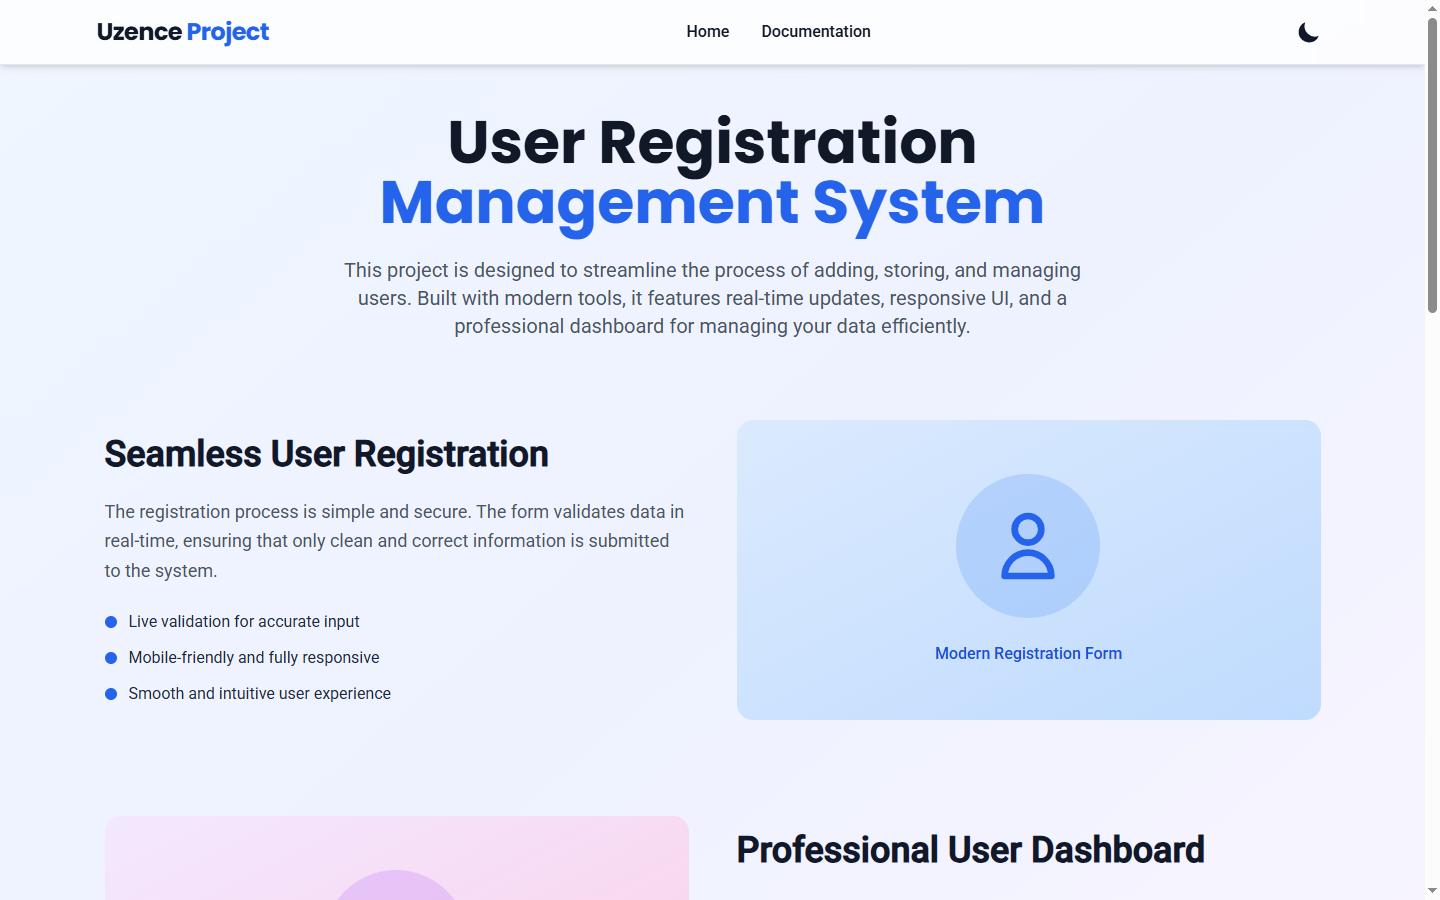 Uzence Project
Home
Documentation
User Registration
Management System
This project is designed to streamline the process of adding, storing, and managing
users. Built with modern tools, it features real-time updates, responsive UI, and a
professional dashboard for managing your data efficiently.
Seamless User Registration
The registration process is simple and secure. The form validates data in
real-time, ensuring that only clean and correct information is submitted
to the system.
Live validation for accurate input
Mobile-friendly and fully responsive
Smooth and intuitive user experience
Modern Registration Form
Professional User Dashboard